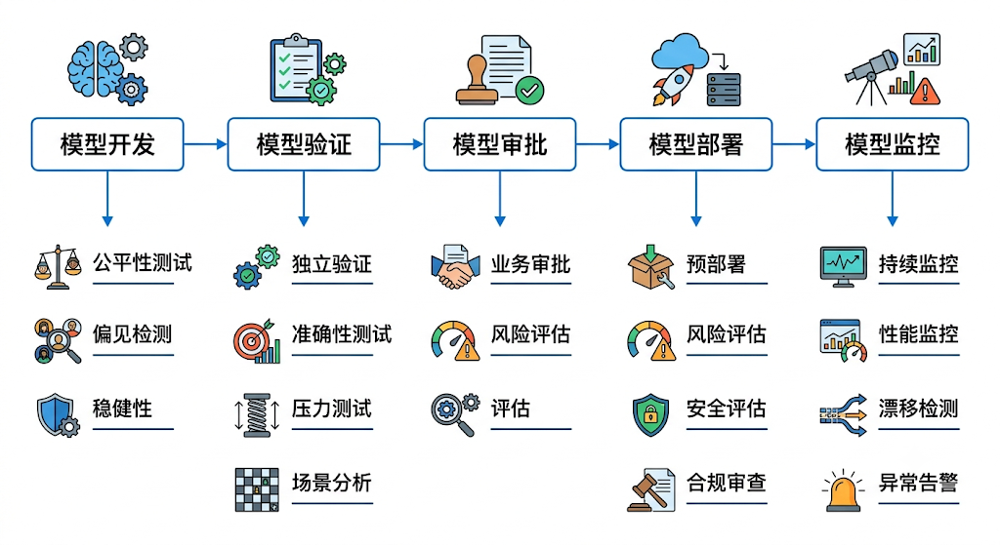 模型开发
模型验证
模型审批
模型部署
模型监控
公平性测试
偏见检测
稳健性
独立验证
准确性测试
压力测试
场景分析
业务审批
风险评估
评估
预部署
风险评估
安全评估
合规审查
持续监控
性能监控
漂移检测
异常告警